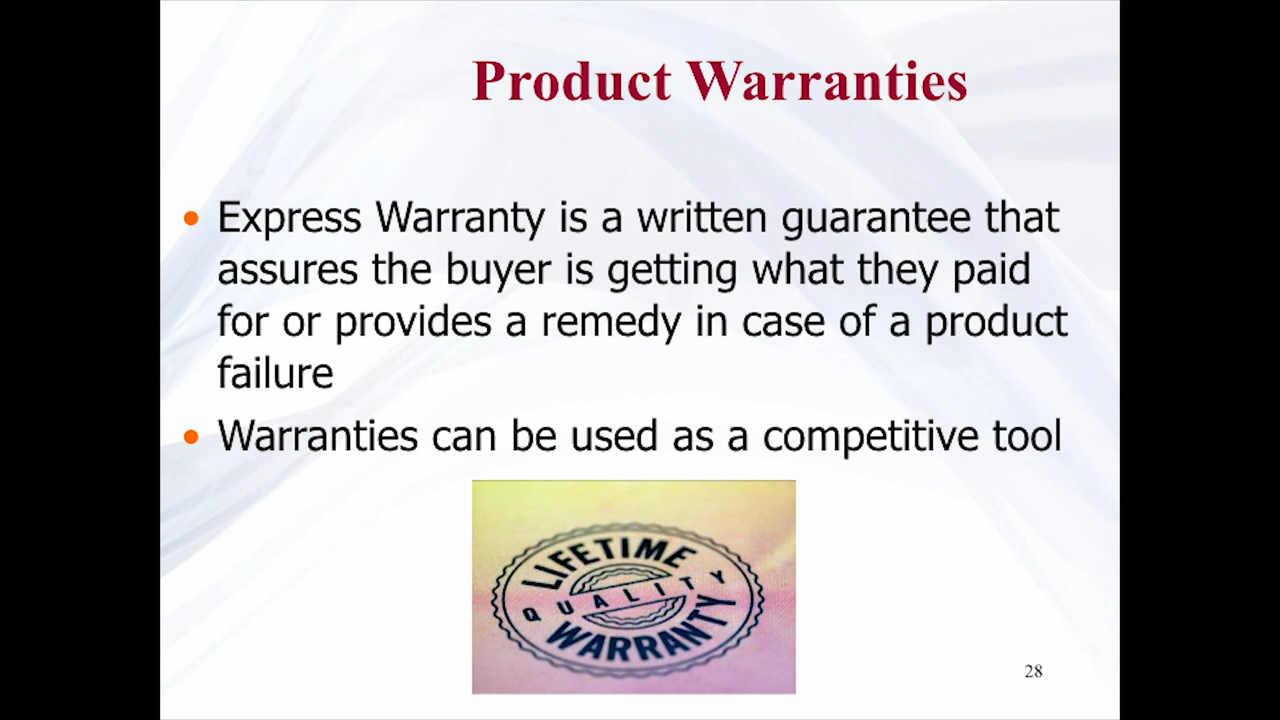 Product Warranties
• Express Warranty is a written guarantee that
assures the buyer is getting what they paid
for or provides a remedy in case of a product
failure
• Warranties can be used as a competitive tool
LIFETIME
QUALITY
WARRANTY
28